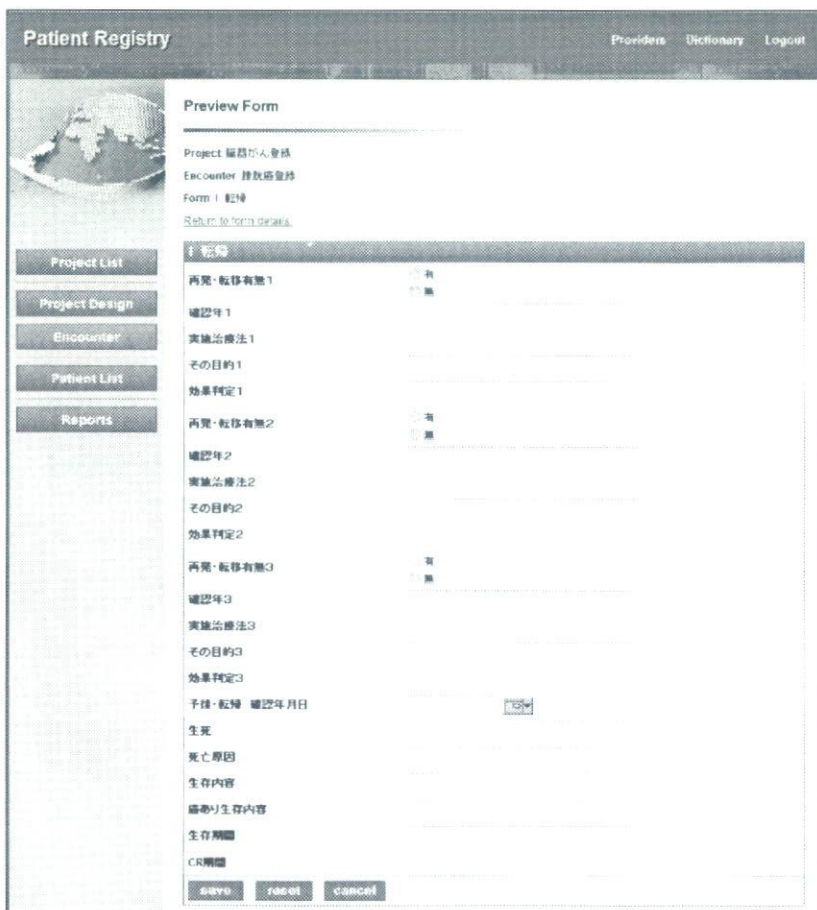 Patient Registry
Providers Dictionary Logout
Preview Form
Project 臓器がん登録
Encounter 膀胱癌登録
Form I 転帰
Return to form details.
Project List
Project Design
Encounter
Patient List
Reports
I 転帰
再発・転移有無1
有
無
確認年1
実施治療法1
その目的1
効果判定1
再発・転移有無2
有
無
確認年2
実施治療法2
その目的2
効果判定2
再発・転移有無3
有
無
確認年3
実施治療法3
その目的3
効果判定3
予後・転帰 確認年月日
生死
死亡原因
生存内容
癌あり生存内容
生存期間
CR期間
save reset cancel